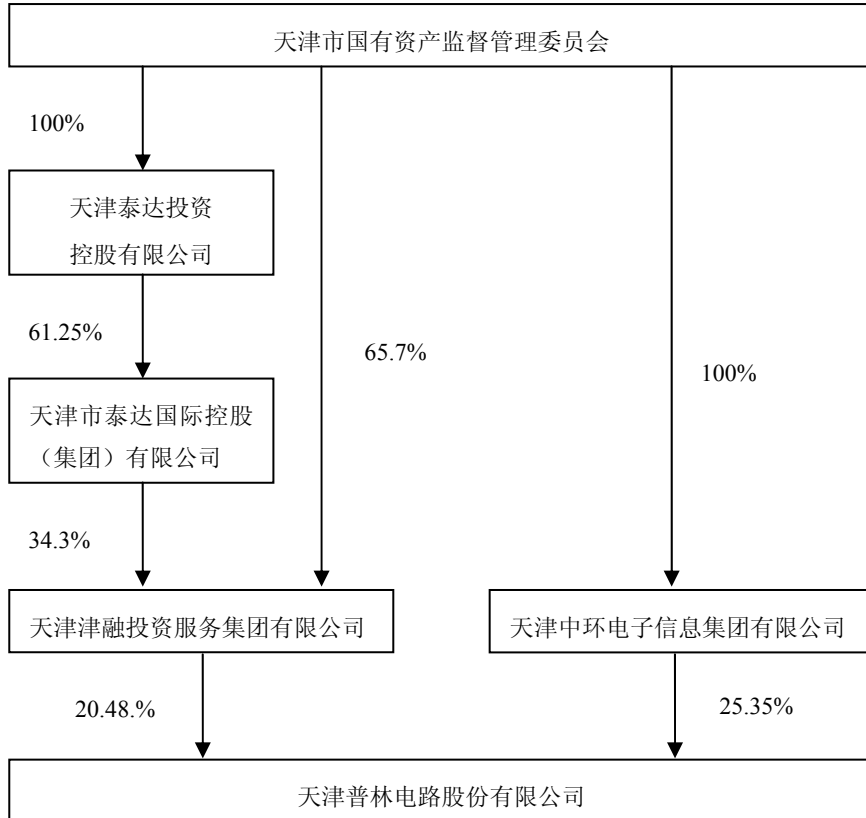 天津市国有资产监督管理委员会
100%
天津泰达投资
控股有限公司
61.25%
65.7%
100%
天津市泰达国际控股
（集团）有限公司
34.3%
天津津融投资服务集团有限公司
天津中环电子信息集团有限公司
20.48.%
25.35%
天津普林电路股份有限公司